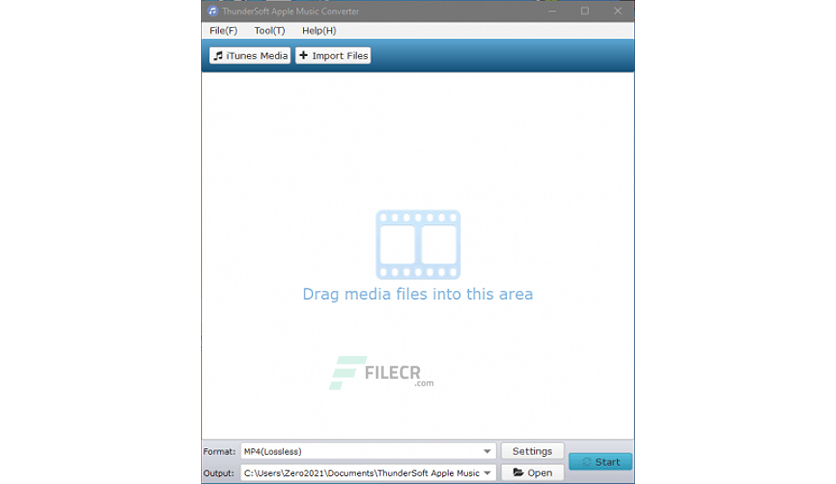 ThunderSoft Apple Music Converter
File(F) Tool(T) Help(H)
iTunes Media Import Files
Drag media files into this area
FILECR
.com
Format: MP4(Lossless) Settings
Start
Output: C:\Users\Zero2021\Documents\ThunderSoft Apple Music Open